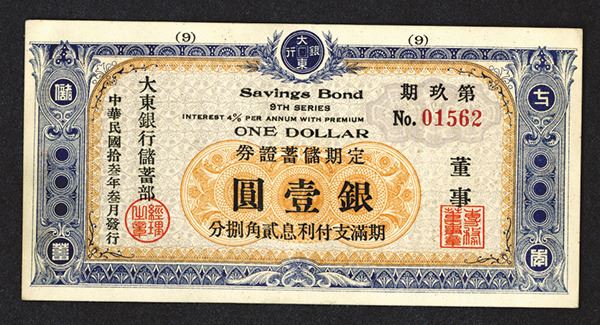 (9)
(9)
大東銀行
Savings Bond
9TH SERIES
INTEREST 4% PER ANNUM WITH PREMIUM
ONE DOLLAR
第玖期
No. 01562
定期儲蓄證券
銀壹圓
期滿支付利息貳角捌分
董事
大東銀行儲蓄部
中華民國拾叁年叁月發行
儲
蓄